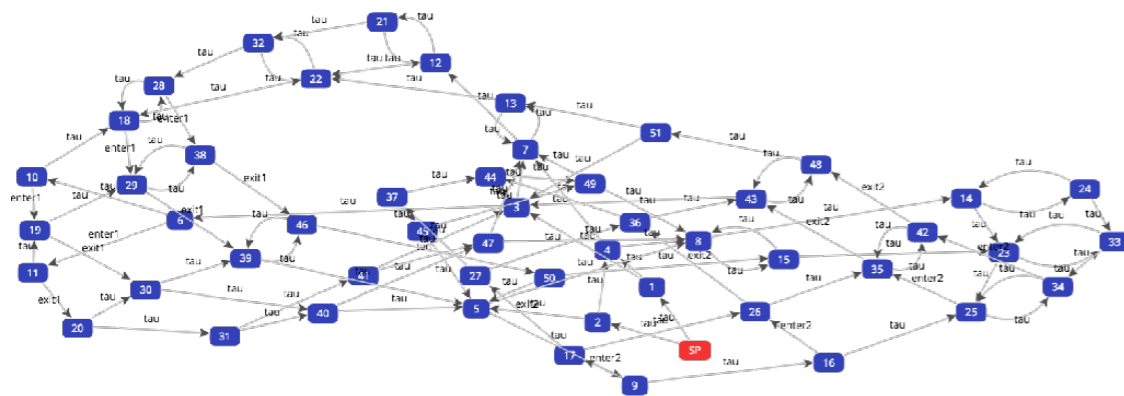 21
tau
32
tau
tau
12
tau
tau
tau
22
tau
28
tau
tau
tau
tau
13
tau
18
enter1
tau
51
tau
tau
enter1
tau
38
7
tau
48
10
29
tau
exit1
44
49
tau
43
tau
exit2
24
tau
enter1
tau
37
14
tau
tau
19
6
exit1
46
tau
45
3
36
tau
exit2
42
tau
33
enter1
exit1
tau
47
4
8
23
enter2
tau
11
39
tau
41
27
50
exit2
15
35
enter2
34
tau
exit1
30
tau
tau
1
tau
20
tau
31
tau
40
tau
5
exit2
tau
2
tau
26
enter2
25
tau
17
enter2
SP
tau
16
tau
9
tau